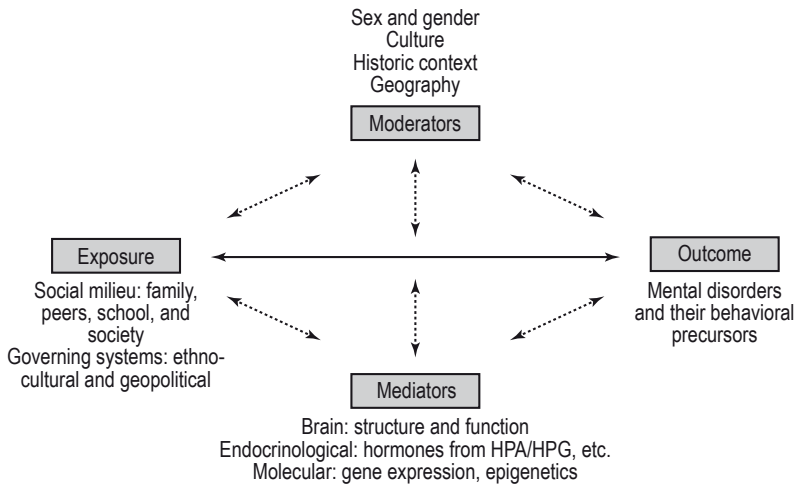 Sex and gender
Culture
Historic context
Geography
Moderators
Exposure
Social milieu: family,
peers, school, and
society
Governing systems: ethno-
cultural and geopolitical
Outcome
Mental disorders
and their behavioral
precursors
Mediators
Brain: structure and function
Endocrinological: hormones from HPA/HPG, etc.
Molecular: gene expression, epigenetics